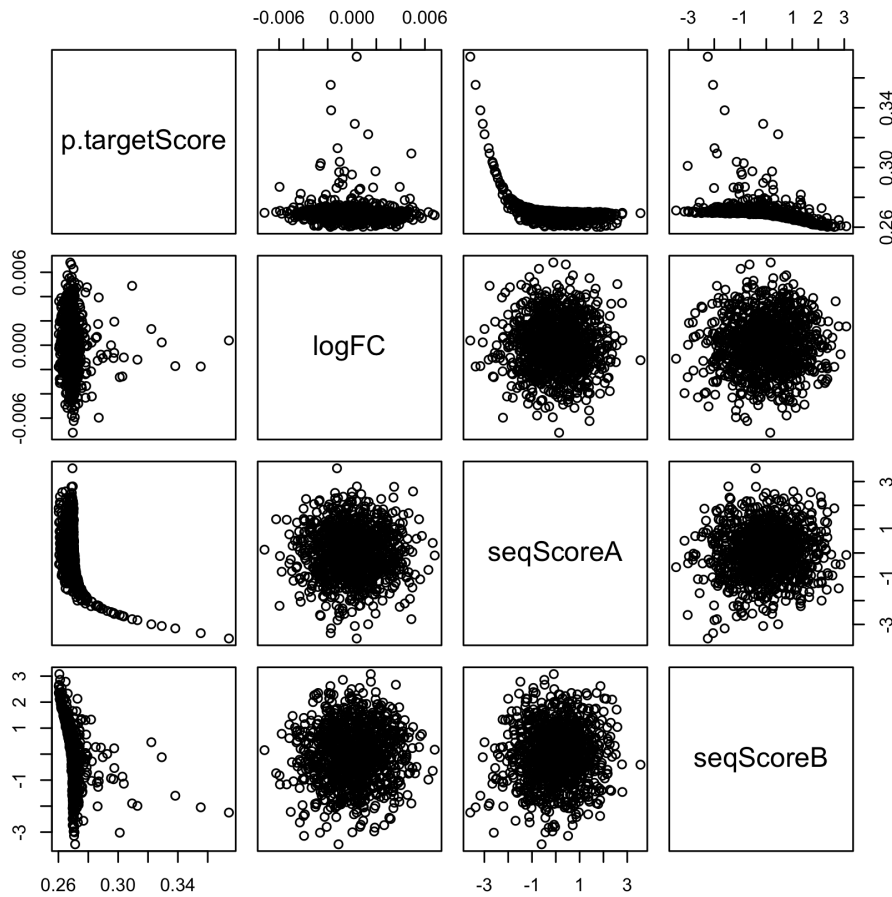 -0.006 0.000 0.006
-3 -1 1 2 3
p.targetScore
0.26 0.30 0.34
-0.006 0.000 0.006
logFC
seqScoreA
-3 -1 1 3
-3 -1 1 2 3
seqScoreB
0.26 0.30 0.34
-3 -1 1 3